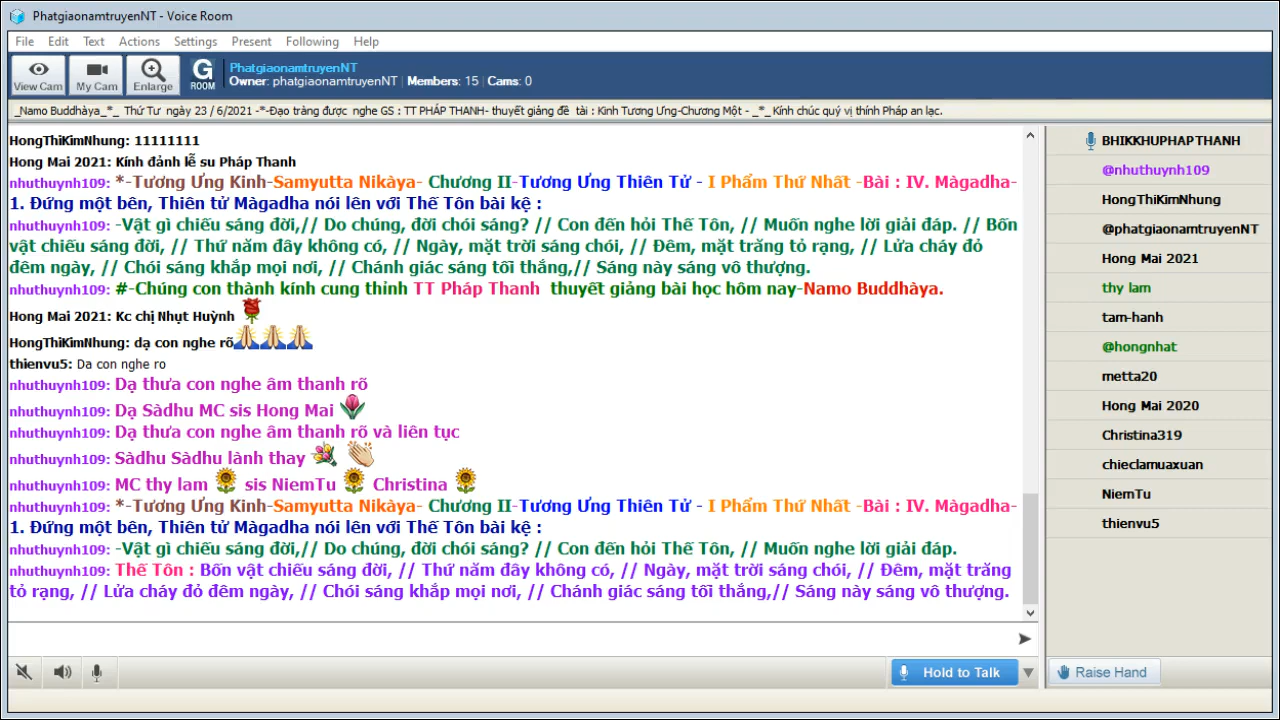 PhatgiaonamtruyenNT - Voice Room
File Edit Text Actions Settings Present Following Help
View Cam My Cam Enlarge G ROOM
PhatgiaonamtruyenNT
Owner: phatgiaonamtruyenNT | Members: 15 | Cams: 0
_Namo Buddhàya_*_ Thứ Tư ngày 23 / 6/2021 -*-Đạo tràng được nghe GS : TT PHÁP THANH- thuyết giảng đề tài : Kinh Tương Ưng-Chương Một - _*_ Kính chúc quý vị thính Pháp an lạc.
HongThiKimNhung: 11111111
Hong Mai 2021: Kính đảnh lễ su Pháp Thanh
nhuthuynh109: *-Tương Ưng Kinh-Samyutta Nikàya- Chương II-Tương Ưng Thiên Tử - I Phẩm Thứ Nhất -Bài : IV. Màgadha-
1. Đứng một bên, Thiên tử Màgadha nói lên với Thế Tôn bài kệ :
nhuthuynh109: -Vật gì chiếu sáng đời,// Do chúng, đời chói sáng? // Con đến hỏi Thế Tôn, // Muốn nghe lời giải đáp. // Bốn
vật chiếu sáng đời, // Thứ năm đây không có, // Ngày, mặt trời sáng chói, // Đêm, mặt trăng tỏ rạng, // Lửa cháy đỏ
đêm ngày, // Chói sáng khắp mọi nơi, // Chánh giác sáng tối thắng,// Sáng này sáng vô thượng.
nhuthuynh109: #-Chúng con thành kính cung thỉnh TT Pháp Thanh thuyết giảng bài học hôm nay-Namo Buddhàya.
Hong Mai 2021: Kc chị Nhụt Huỳnh
HongThiKimNhung: dạ con nghe rõ
thienvu5: Da con nghe ro
nhuthuynh109: Dạ thưa con nghe âm thanh rõ
nhuthuynh109: Dạ Sàdhu MC sis Hong Mai
nhuthuynh109: Dạ thưa con nghe âm thanh rõ và liên tục
nhuthuynh109: Sàdhu Sàdhu lành thay
nhuthuynh109: MC thy lam sis NiemTu Christina
nhuthuynh109: *-Tương Ưng Kinh-Samyutta Nikàya- Chương II-Tương Ưng Thiên Tử - I Phẩm Thứ Nhất -Bài : IV. Màgadha-
1. Đứng một bên, Thiên tử Màgadha nói lên với Thế Tôn bài kệ :
nhuthuynh109: -Vật gì chiếu sáng đời,// Do chúng, đời chói sáng? // Con đến hỏi Thế Tôn, // Muốn nghe lời giải đáp.
nhuthuynh109: Thế Tôn : Bốn vật chiếu sáng đời, // Thứ năm đây không có, // Ngày, mặt trời sáng chói, // Đêm, mặt trăng
tỏ rạng, // Lửa cháy đỏ đêm ngày, // Chói sáng khắp mọi nơi, // Chánh giác sáng tối thắng,// Sáng này sáng vô thượng.
Hold to Talk
BHIKKHUPHAPTHANH
@nhuthuynh109
HongThiKimNhung
@phatgiaonamtruyenNT
Hong Mai 2021
thy lam
tam-hanh
@hongnhat
metta20
Hong Mai 2020
Christina319
chieclamuaxuan
NiemTu
thienvu5
Raise Hand